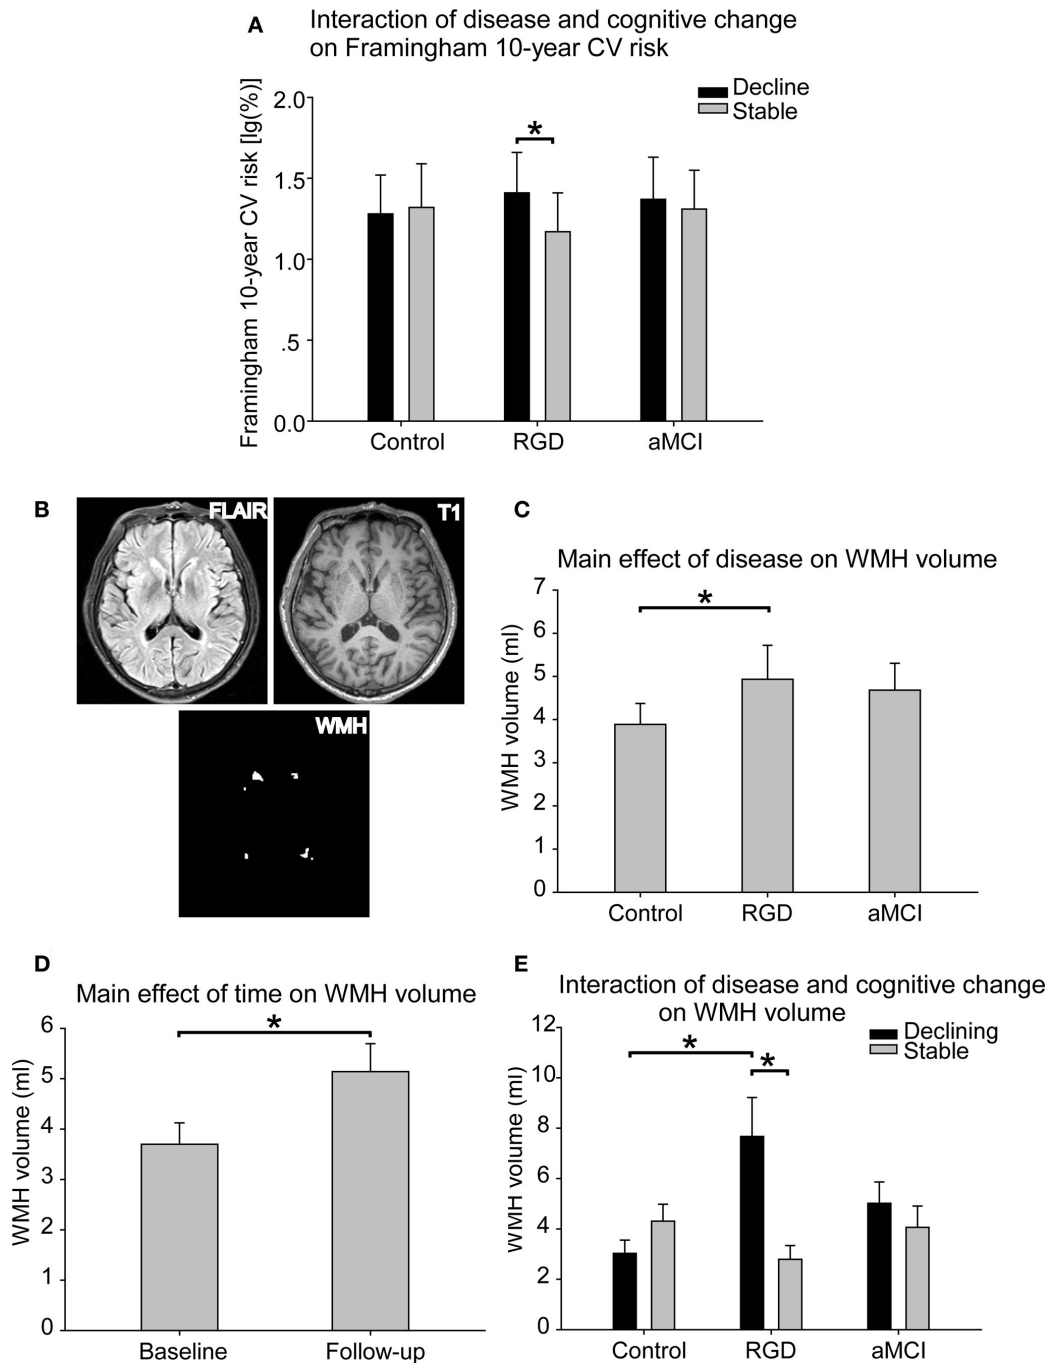 A
Interaction of disease and cognitive change
on Framingham 10-year CV risk
Decline
Stable
Framingham 10-year CV risk [lg(%)]
2.0
1.5
1.0
.5
0.0
*
Control RGD aMCI
B
FLAIR
T1
WMH
C
Main effect of disease on WMH volume
WMH volume (ml)
7
6
5
4
3
2
1
0
*
Control RGD aMCI
D
Main effect of time on WMH volume
WMH volume (ml)
6
5
4
3
2
1
0
*
Baseline Follow-up
E
Interaction of disease and cognitive change
on WMH volume
Declining
Stable
WMH volume (ml)
12
10
8
6
4
2
0
*
*
Control RGD aMCI